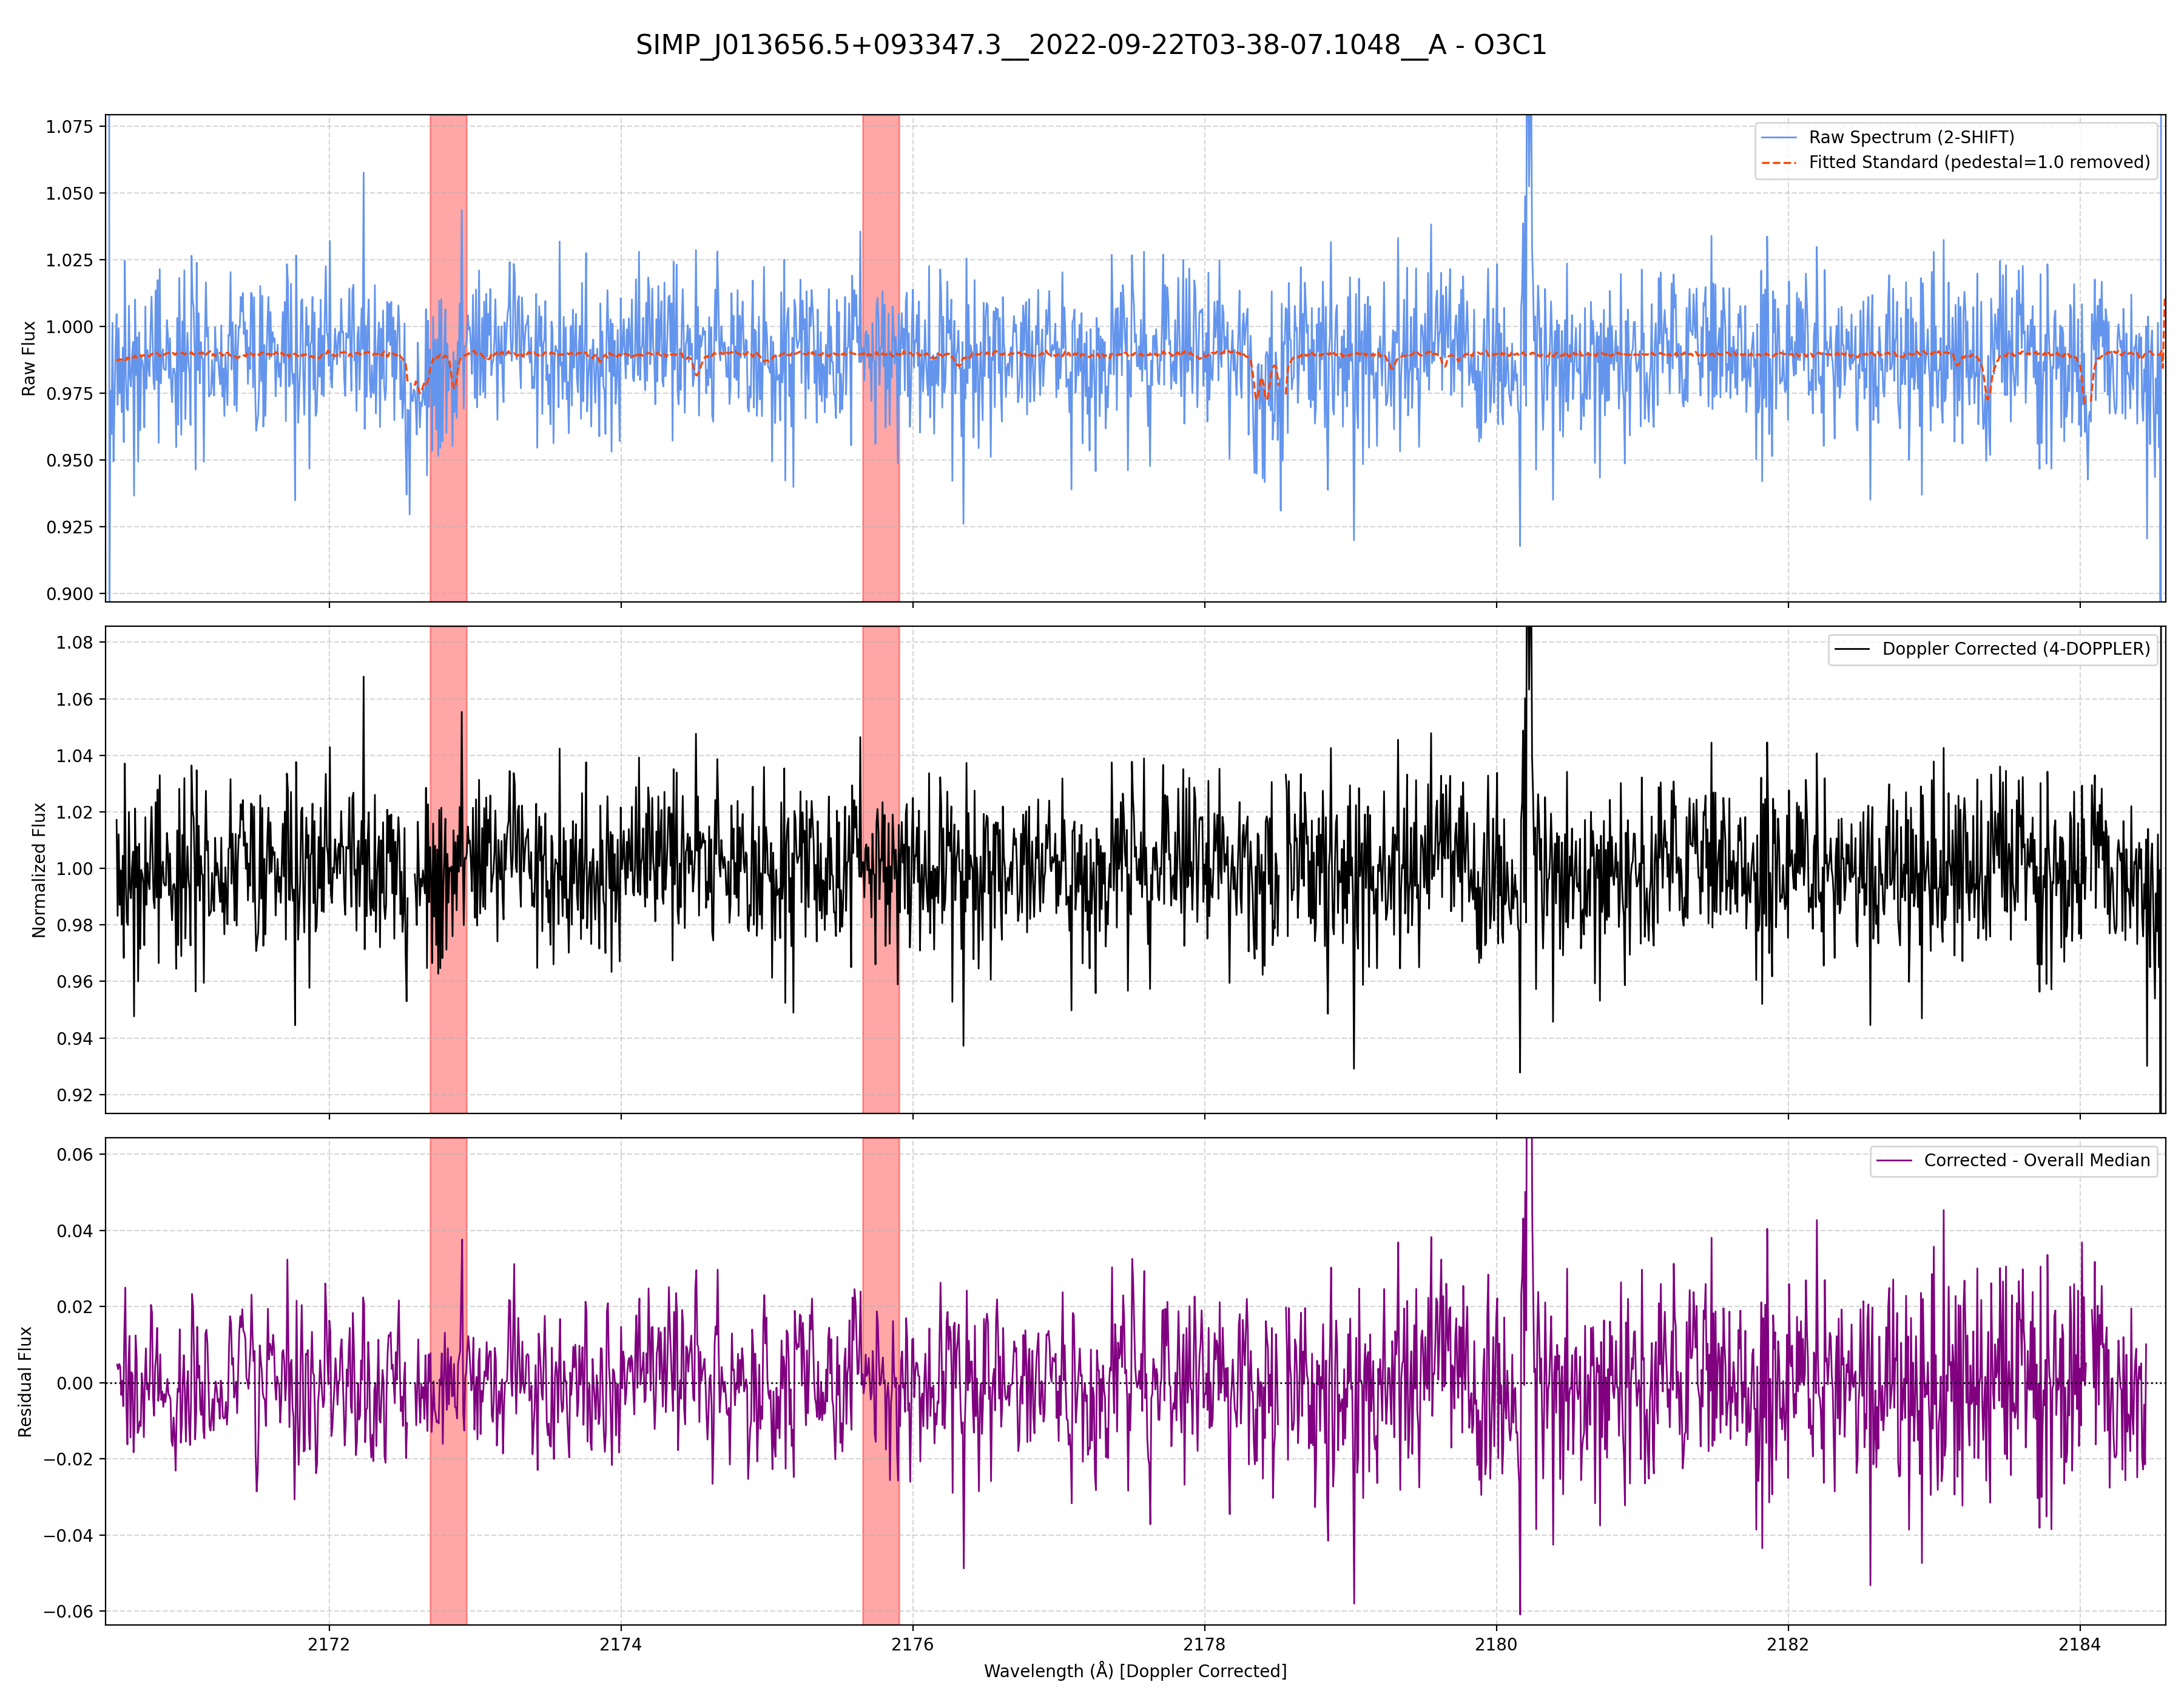 SIMP_J013656.5+093347.3__2022-09-22T03-38-07.1048__A - O3C1
Raw Flux
1.075
1.050
1.025
1.000
0.975
0.950
0.925
0.900
Raw Spectrum (2-SHIFT)
Fitted Standard (pedestal=1.0 removed)
Normalized Flux
1.08
1.06
1.04
1.02
1.00
0.98
0.96
0.94
0.92
Doppler Corrected (4-DOPPLER)
Residual Flux
0.06
0.04
0.02
0.00
−0.02
−0.04
−0.06
Corrected - Overall Median
2172 2174 2176 2178 2180 2182 2184
Wavelength (Å) [Doppler Corrected]